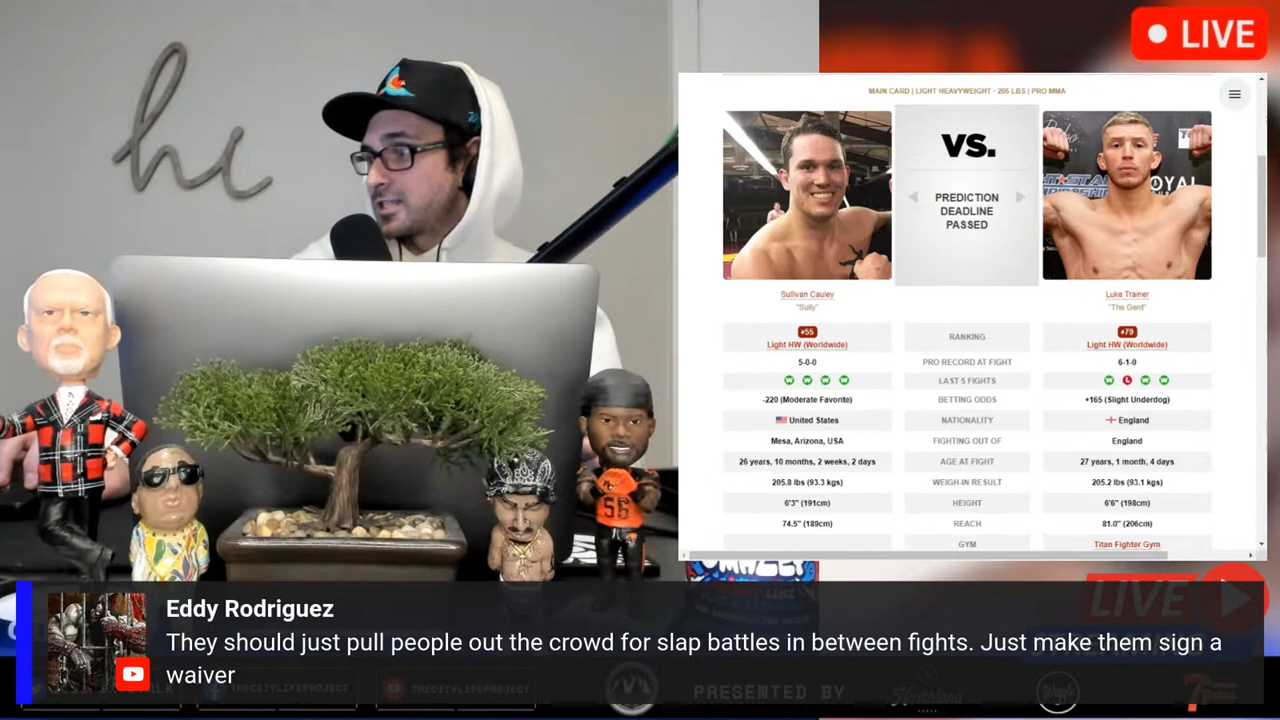 hi
LIVE
MAIN CARD | LIGHT HEAVYWEIGHT - 205 LBS | PRO MMA
VS.
PREDICTION
DEADLINE
PASSED
ROYAL
Sullivan Cauley
"Sully"
Luke Trainer
"The Gent"
#55
Light HW (Worldwide)
RANKING
#79
Light HW (Worldwide)
5-0-0
PRO RECORD AT FIGHT
6-1-0
W W W W
LAST 5 FIGHTS
W L W W
-220 (Moderate Favorite)
BETTING ODDS
+165 (Slight Underdog)
United States
NATIONALITY
England
Mesa, Arizona, USA
FIGHTING OUT OF
England
26 years, 10 months, 2 weeks, 2 days
AGE AT FIGHT
27 years, 1 month, 4 days
205.8 lbs (93.3 kgs)
WEIGH-IN RESULT
205.2 lbs (93.1 kgs)
6'3" (191cm)
HEIGHT
6'6" (198cm)
74.5" (189cm)
REACH
81.0" (206cm)
GYM
Titan Fighter Gym
56
LIVE
Eddy Rodriguez
They should just pull people out the crowd for slap battles in between fights. Just make them sign a
waiver
THECITYLIFEPROJECT
THECITYLIFEPROJECT
PRESENTED BY